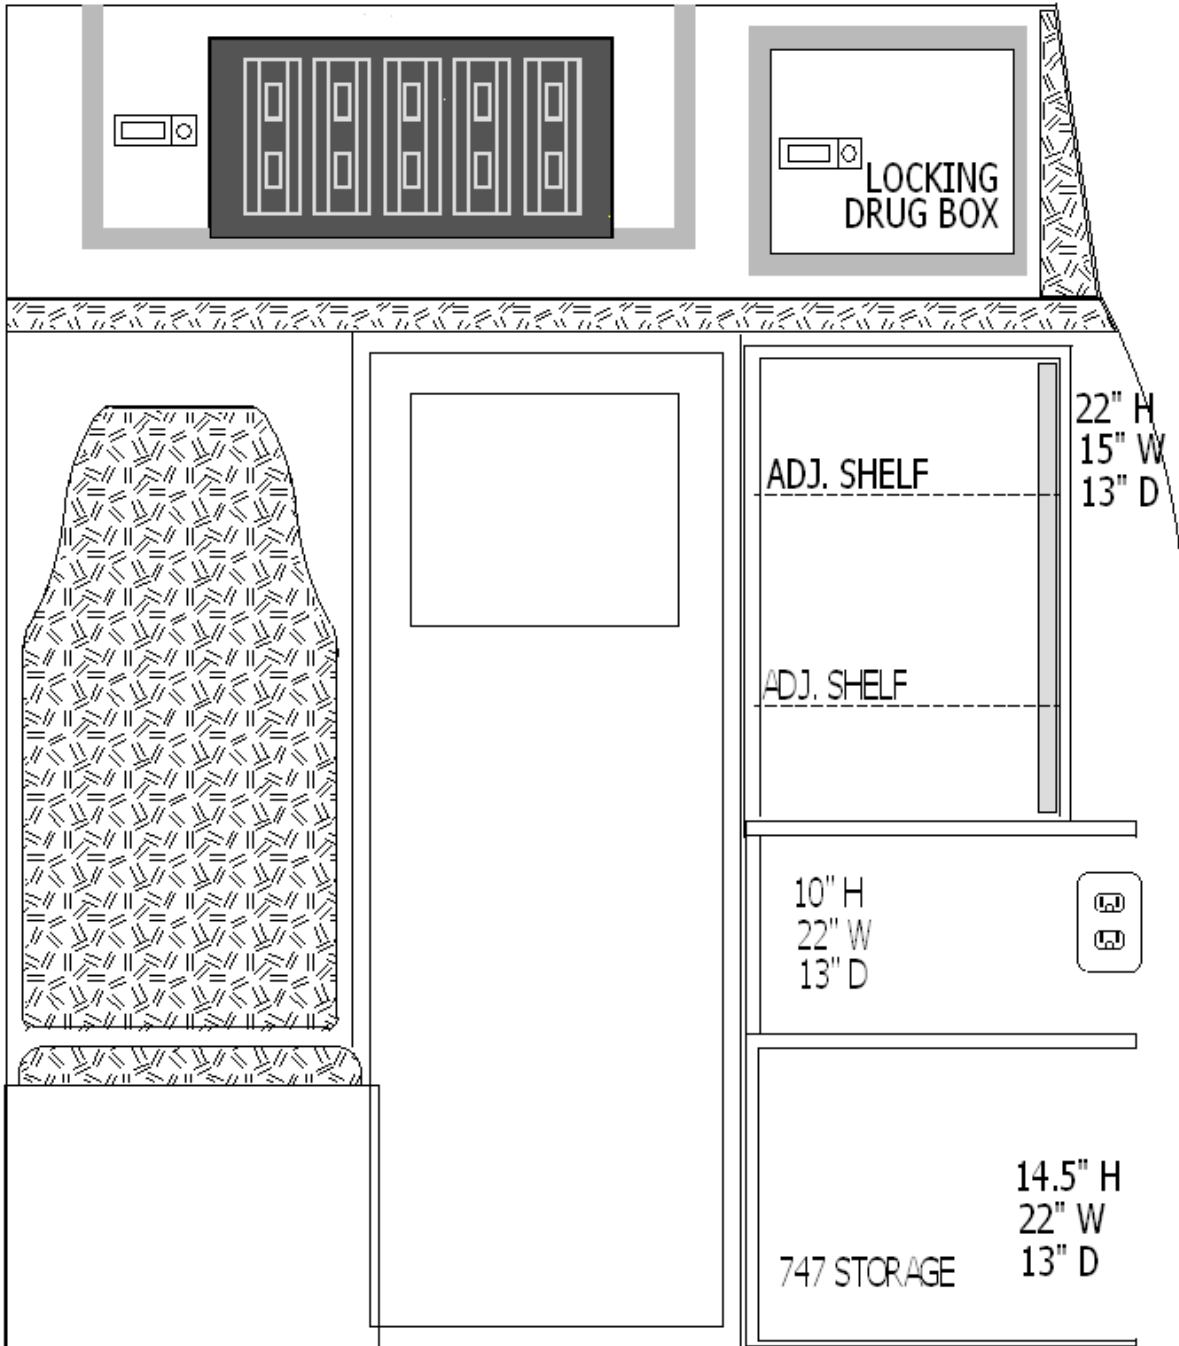 LOCKING
DRUG BOX
22" H
15" W
13" D
ADJ. SHELF
ADJ. SHELF
10" H
22" W
13" D
14.5" H
22" W
13" D
747 STORAGE